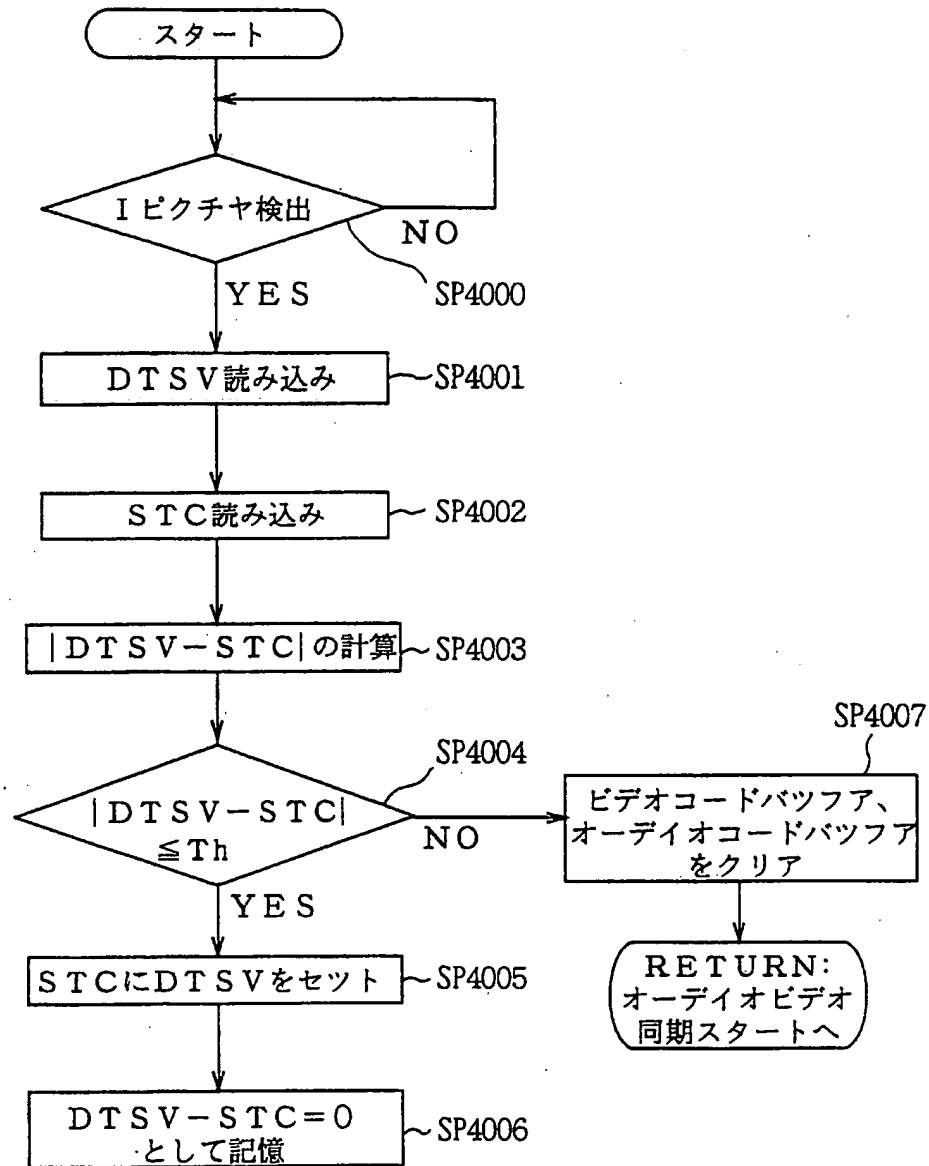 スタート
Iピクチヤ検出
NO
SP4000
YES
DTSV読み込み
SP4001
STC読み込み
SP4002
|DTSV－STC|の計算
SP4003
SP4004
|DTSV－STC|
≦Th
NO
YES
SP4007
ビデオコードバツフア、
オーデイオコードバツフア
をクリア
RETURN:
オーデイオビデオ
同期スタートへ
STCにDTSVをセット
SP4005
DTSV－STC=0
として記憶
SP4006